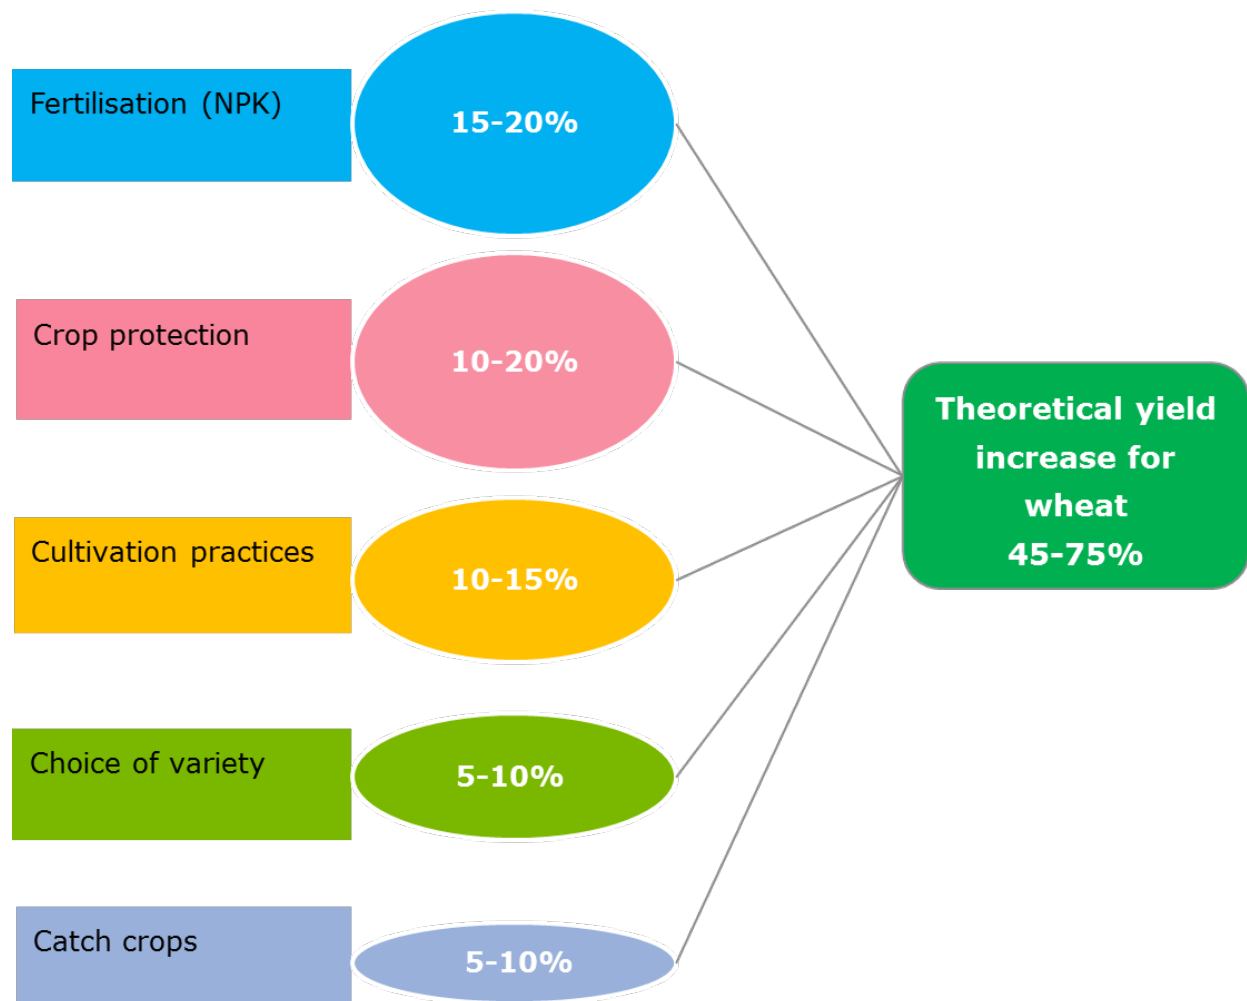 Fertilisation (NPK)
15-20%
Crop protection
10-20%
Cultivation practices
10-15%
Choice of variety
5-10%
Catch crops
5-10%
Theoretical yield
increase for
wheat
45-75%